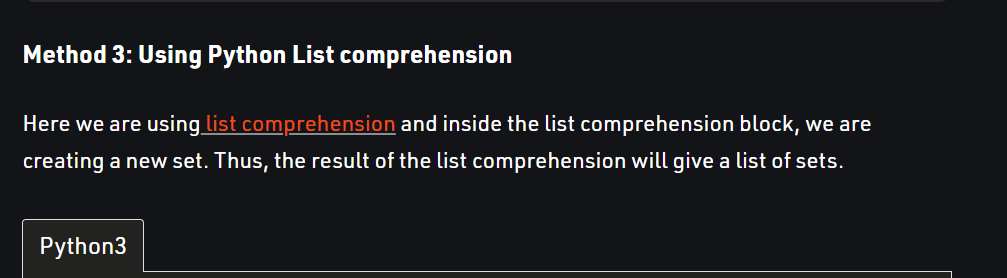 Method 3: Using Python List comprehension
Here we are using list comprehension and inside the list comprehension block, we are
creating a new set. Thus, the result of the list comprehension will give a list of sets.
Python3